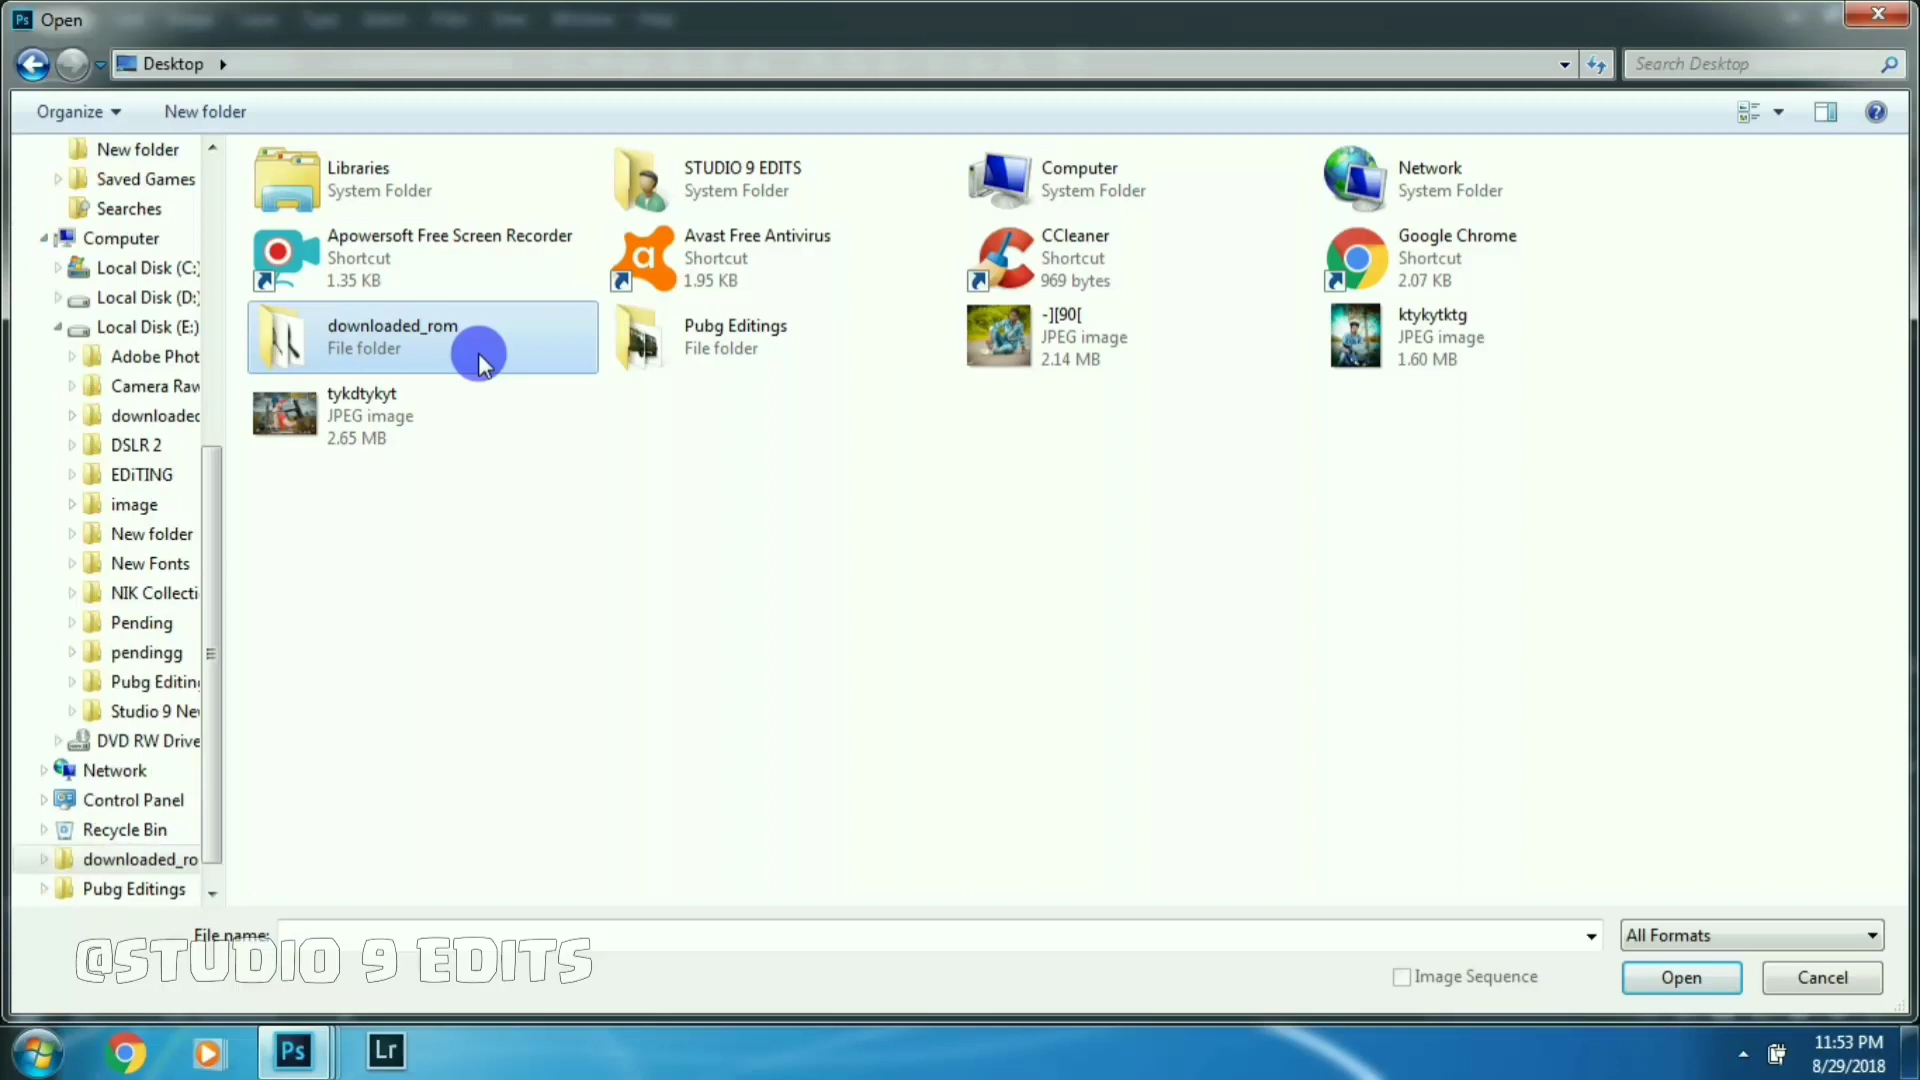 Ps Open
Desktop
Search Desktop
Organize
New folder
New folder
Saved Games
Searches
Computer
Local Disk (C:)
Local Disk (D:)
Local Disk (E:)
Adobe Phot
Camera Raw
downloaded
DSLR 2
EDiTING
image
New folder
New Fonts
NIK Collecti
Pending
pendingg
Pubg Editing
Studio 9 Nev
DVD RW Drive
Network
Control Panel
Recycle Bin
downloaded_ro
Pubg Editings
Libraries
System Folder
STUDIO 9 EDITS
System Folder
Computer
System Folder
Network
System Folder
Apowersoft Free Screen Recorder
Shortcut
1.35 KB
Avast Free Antivirus
Shortcut
1.95 KB
CCleaner
Shortcut
969 bytes
Google Chrome
Shortcut
2.07 KB
downloaded_rom
File folder
Pubg Editings
File folder
-][90[
JPEG image
2.14 MB
ktykytktg
JPEG image
1.60 MB
tykdtykyt
JPEG image
2.65 MB
File name:
All Formats
@STUDIO 9 EDITS
Image Sequence
Open
Cancel
Ps
Lr
11:53 PM
8/29/2018